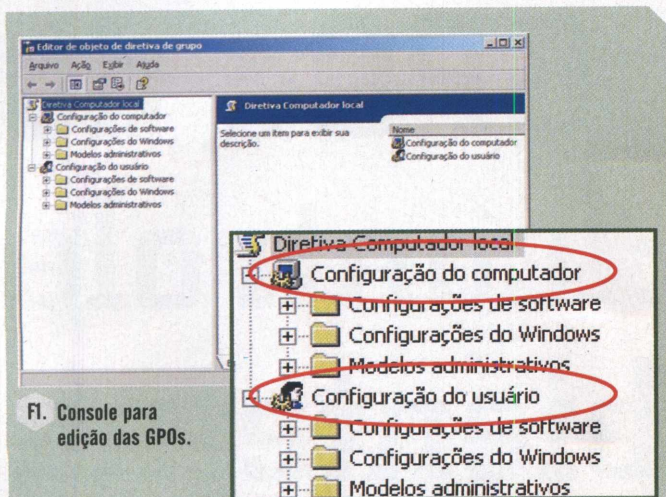 Editor de objeto de diretiva de grupo
Arquivo Ação Exibir Ajuda
Diretiva Computador local
Configuração do computador
Configurações de software
Configurações do Windows
Modelos administrativos
Configuração do usuário
Configurações de software
Configurações do Windows
Modelos administrativos
Diretiva Computador local
Selecione um item para exibir sua
descrição.
Nome
Configuração do computador
Configuração do usuário
Diretiva Computador local
Configuração do computador
Configurações de software
Configurações do Windows
Modelos administrativos
Configuração do usuário
Configurações de software
Configurações do Windows
Modelos administrativos
F1. Console para
edição das GPOs.